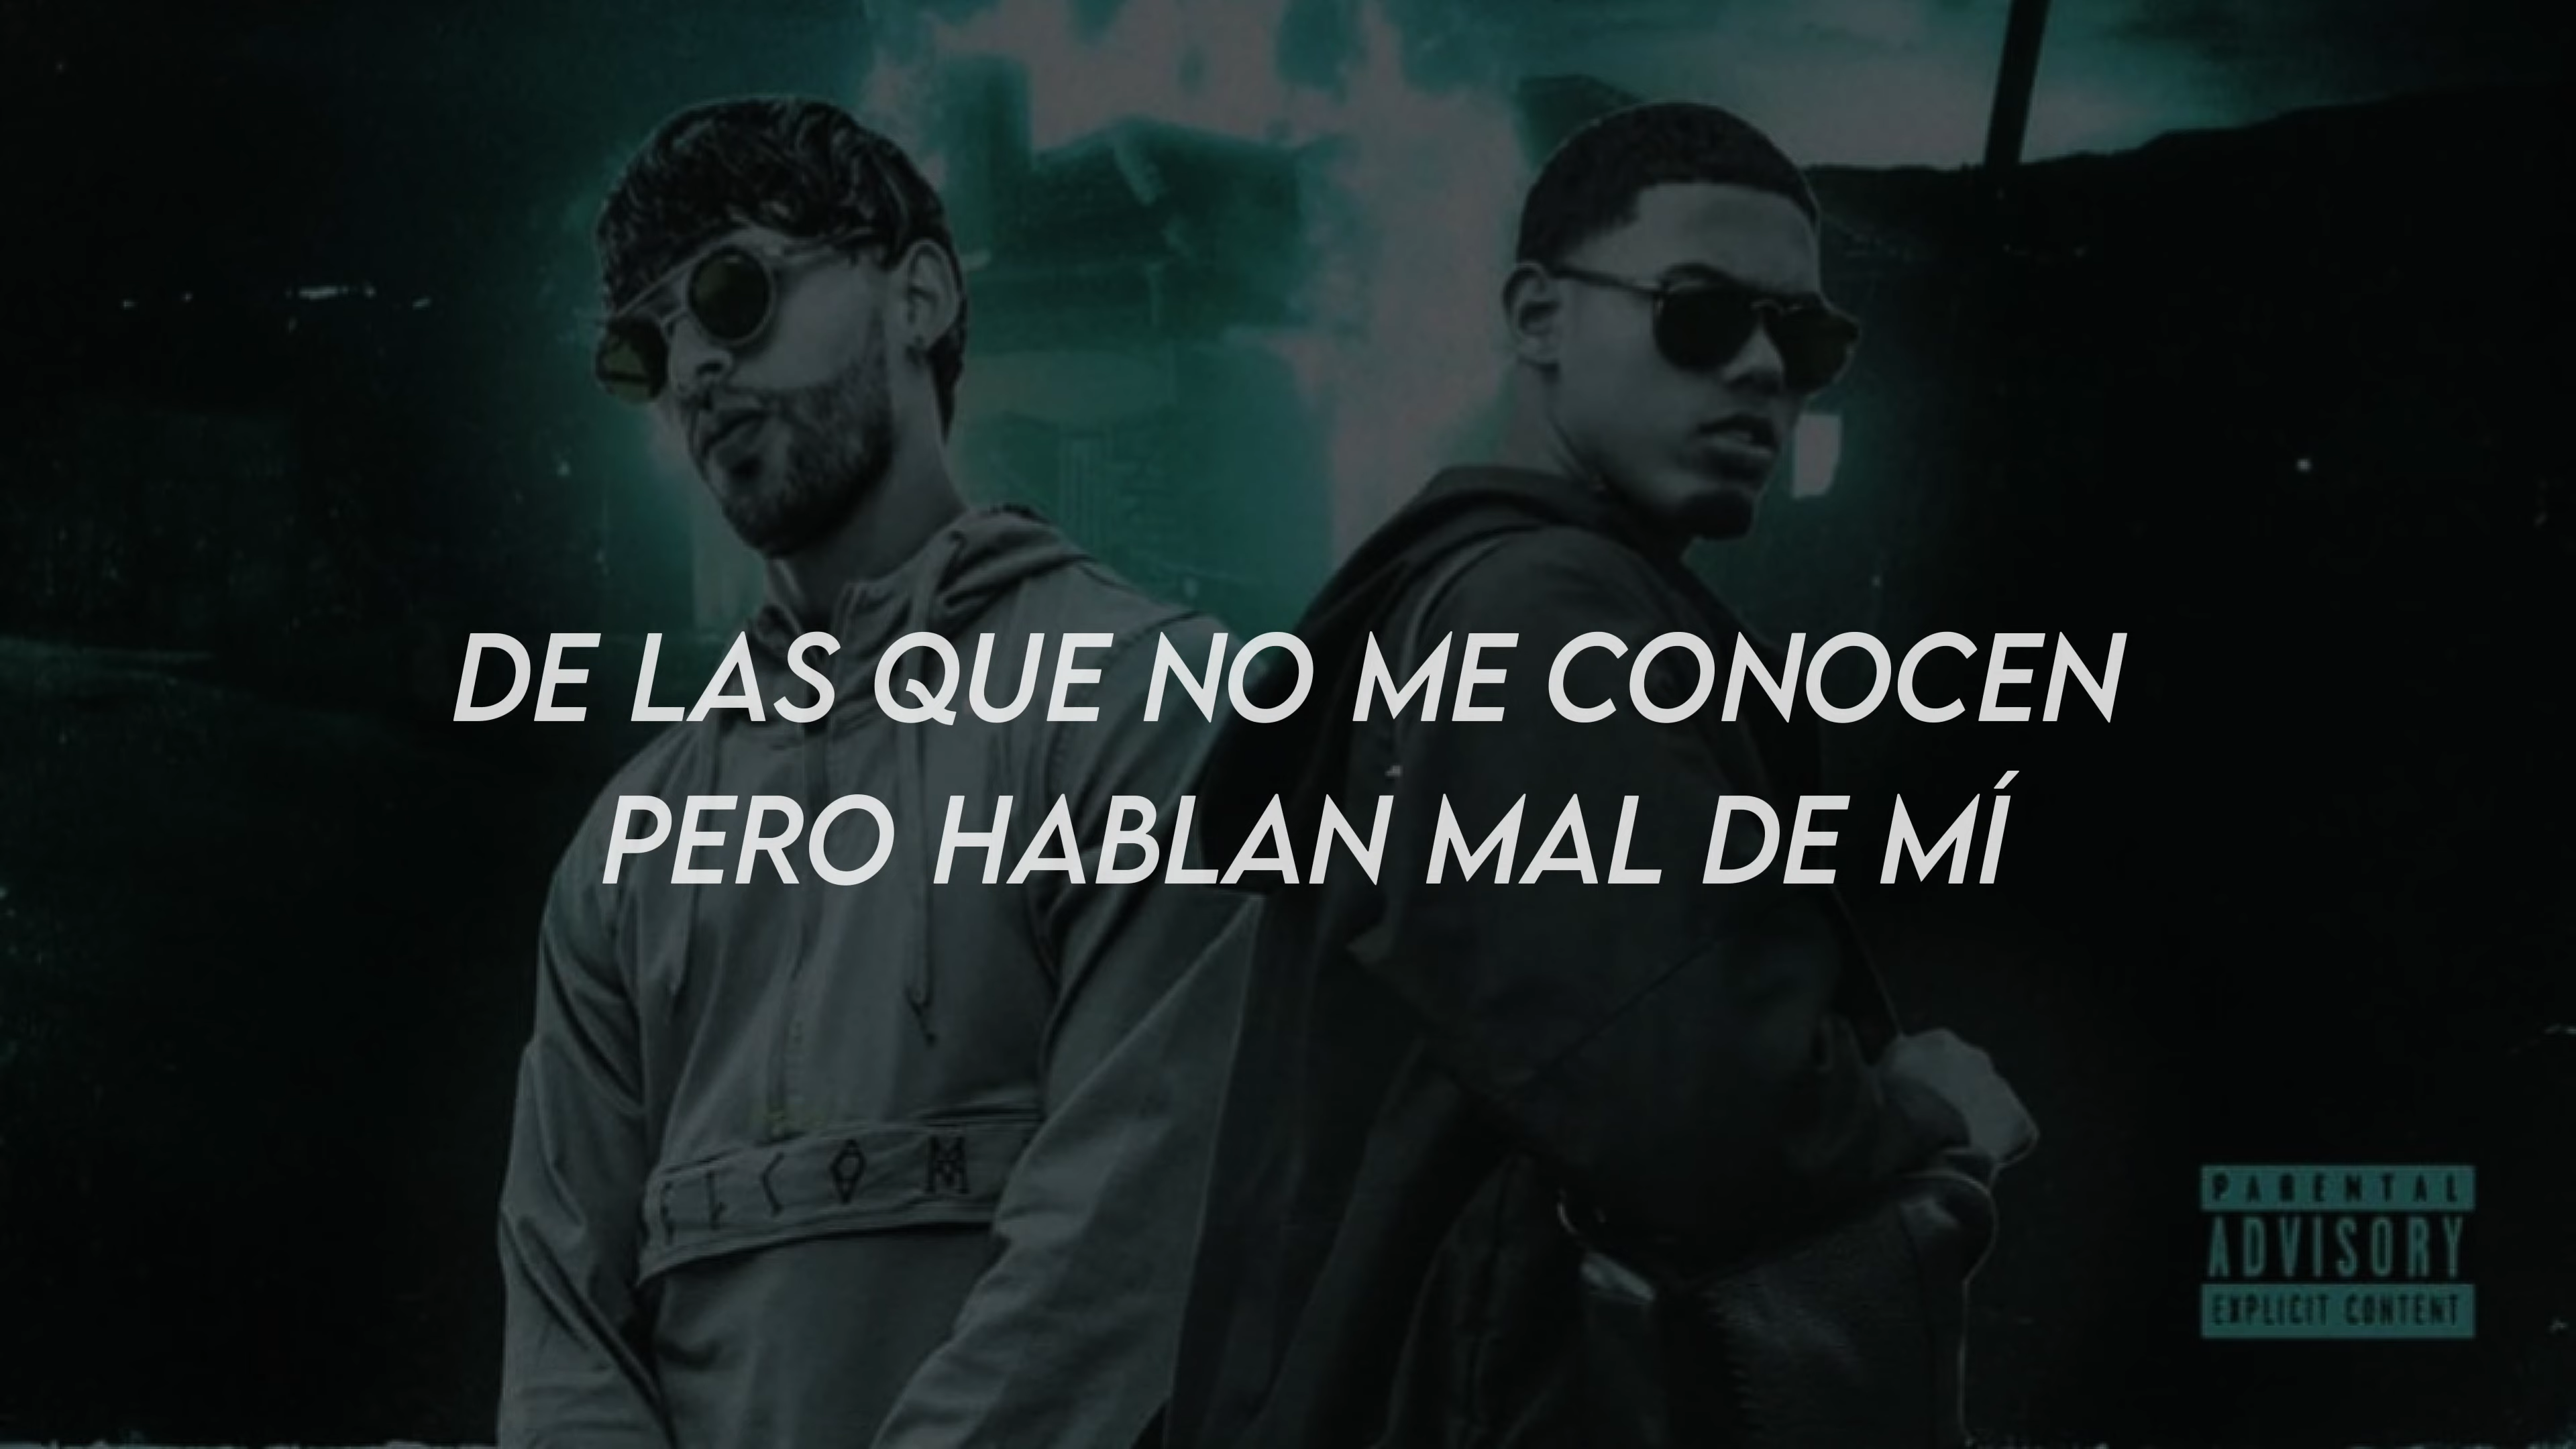 DE LAS QUE NO ME CONOCEN
PERO HABLAN MAL DE MÍ
PARENTAL
ADVISORY
EXPLICIT CONTENT